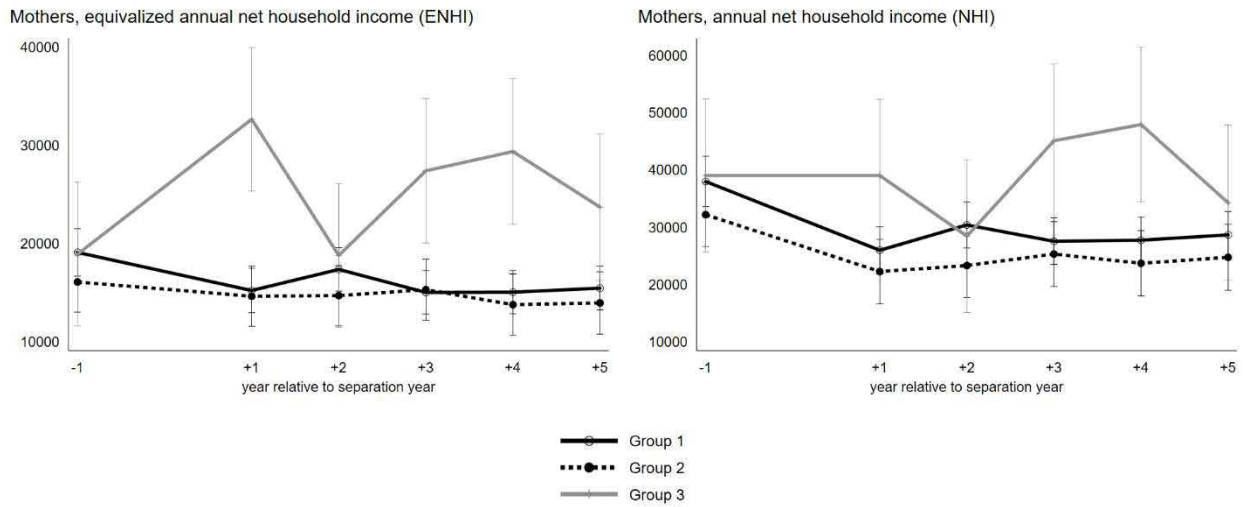 Mothers, equivalized annual net household income (ENHI)
40000
30000
20000
10000
-1 +1 +2 +3 +4 +5
year relative to separation year
Mothers, annual net household income (NHI)
60000
50000
40000
30000
20000
10000
-1 +1 +2 +3 +4 +5
year relative to separation year
Group 1
Group 2
Group 3